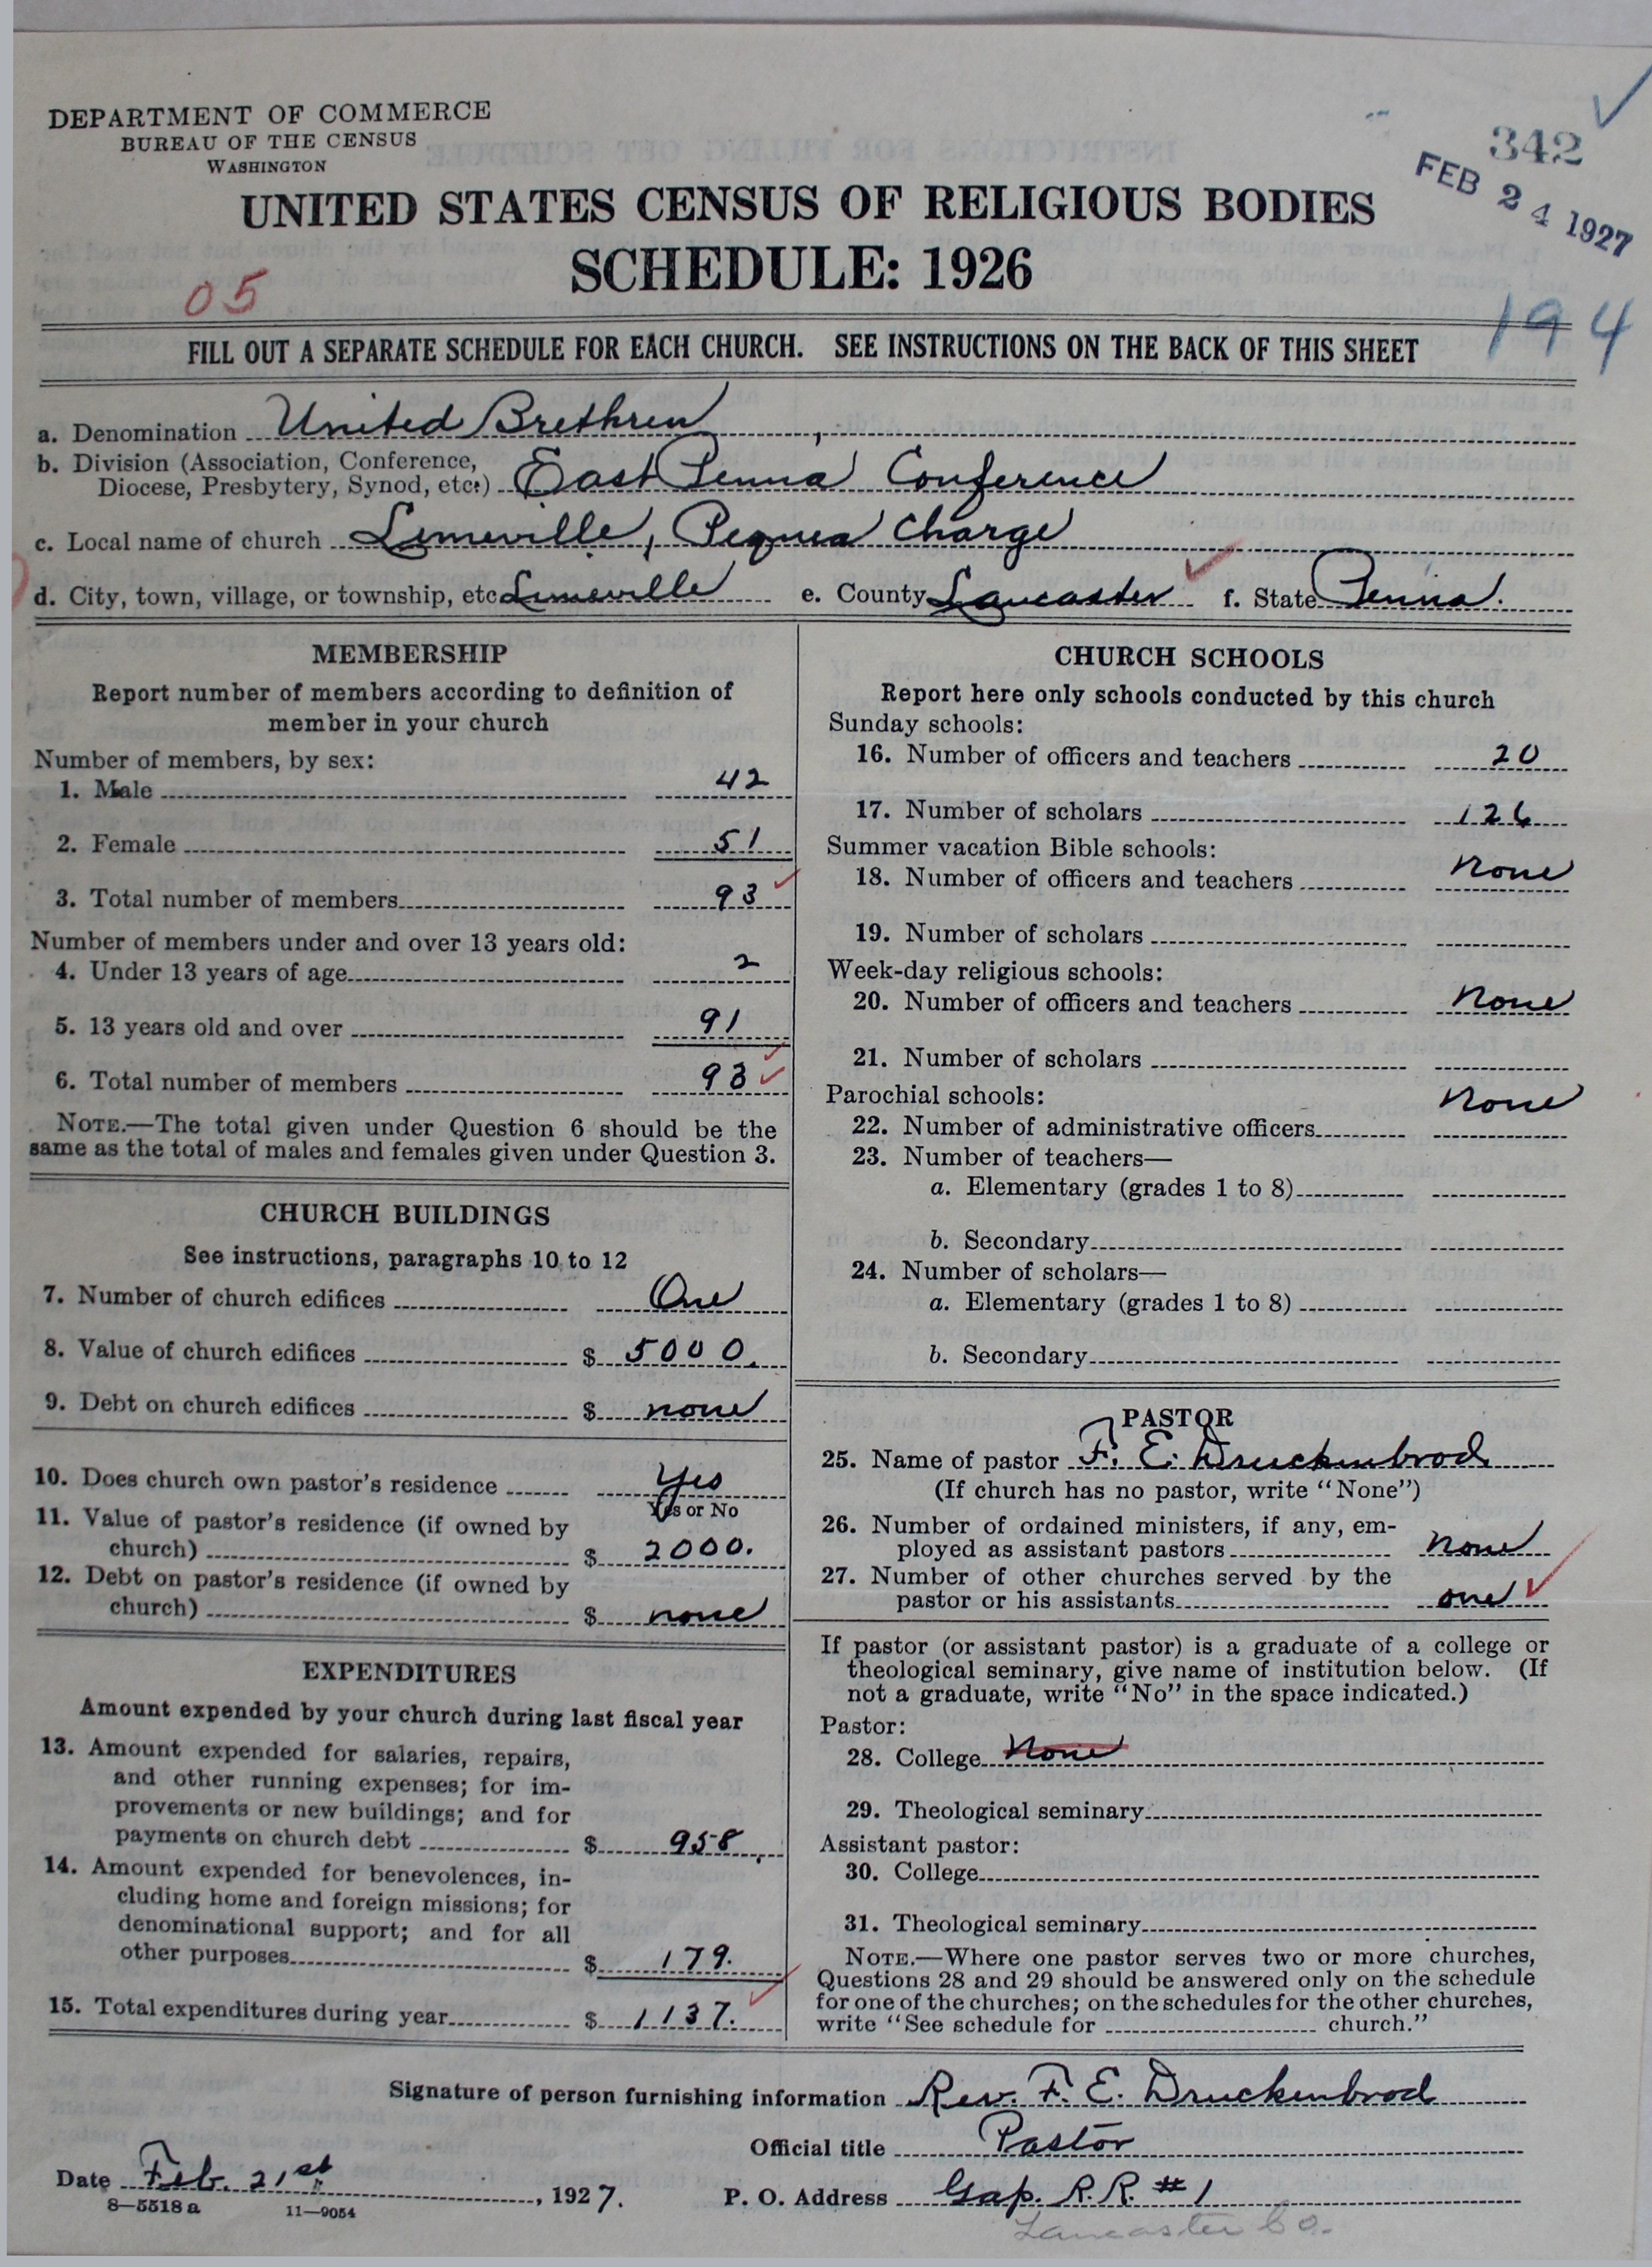 DEPARTMENT OF COMMERCE
BUREAU OF THE CENSUS
WASHINGTON
342
FEB 24 1927
UNITED STATES CENSUS OF RELIGIOUS BODIES
SCHEDULE: 1926
05
194
FILL OUT A SEPARATE SCHEDULE FOR EACH CHURCH. SEE INSTRUCTIONS ON THE BACK OF THIS SHEET
a. Denomination United Brethren
b. Division (Association, Conference,
Diocese, Presbytery, Synod, etc.) East Penna Conference
c. Local name of church Limeville, Pequea Charge
d. City, town, village, or township, etc Limeville e. County Lancaster f. State Penna.
MEMBERSHIP
Report number of members according to definition of
member in your church
Number of members, by sex:
1. Male 42
2. Female 51
3. Total number of members 93
Number of members under and over 13 years old:
4. Under 13 years of age 2
5. 13 years old and over 91
6. Total number of members 93
NOTE.—The total given under Question 6 should be the
same as the total of males and females given under Question 3.
CHURCH BUILDINGS
See instructions, paragraphs 10 to 12
7. Number of church edifices One
8. Value of church edifices $ 5000.
9. Debt on church edifices $ none
10. Does church own pastor's residence Yes
Yes or No
11. Value of pastor's residence (if owned by
church) $ 2000.
12. Debt on pastor's residence (if owned by
church) $ none
EXPENDITURES
Amount expended by your church during last fiscal year
13. Amount expended for salaries, repairs,
and other running expenses; for im-
provements or new buildings; and for
payments on church debt $ 958.
14. Amount expended for benevolences, in-
cluding home and foreign missions; for
denominational support; and for all
other purposes $ 179.
15. Total expenditures during year $ 1137.
CHURCH SCHOOLS
Report here only schools conducted by this church
Sunday schools:
16. Number of officers and teachers 20
17. Number of scholars 126
Summer vacation Bible schools:
18. Number of officers and teachers none
19. Number of scholars
Week-day religious schools:
20. Number of officers and teachers none
21. Number of scholars
Parochial schools: none
22. Number of administrative officers
23. Number of teachers—
a. Elementary (grades 1 to 8)
b. Secondary
24. Number of scholars—
a. Elementary (grades 1 to 8)
b. Secondary
PASTOR
25. Name of pastor F. E. Druckenbrod
(If church has no pastor, write "None")
26. Number of ordained ministers, if any, em-
ployed as assistant pastors none
27. Number of other churches served by the
pastor or his assistants one
If pastor (or assistant pastor) is a graduate of a college or
theological seminary, give name of institution below. (If
not a graduate, write "No" in the space indicated.)
Pastor:
28. College None
29. Theological seminary
Assistant pastor:
30. College
31. Theological seminary
NOTE.—Where one pastor serves two or more churches,
Questions 28 and 29 should be answered only on the schedule
for one of the churches; on the schedules for the other churches,
write "See schedule for church."
Signature of person furnishing information Rev. F. E. Druckenbrod
Official title Pastor
Date Feb. 21st, 1927.
P. O. Address Gap. R.R. #1
8—5518 a 11—9054
Lancaster Co.